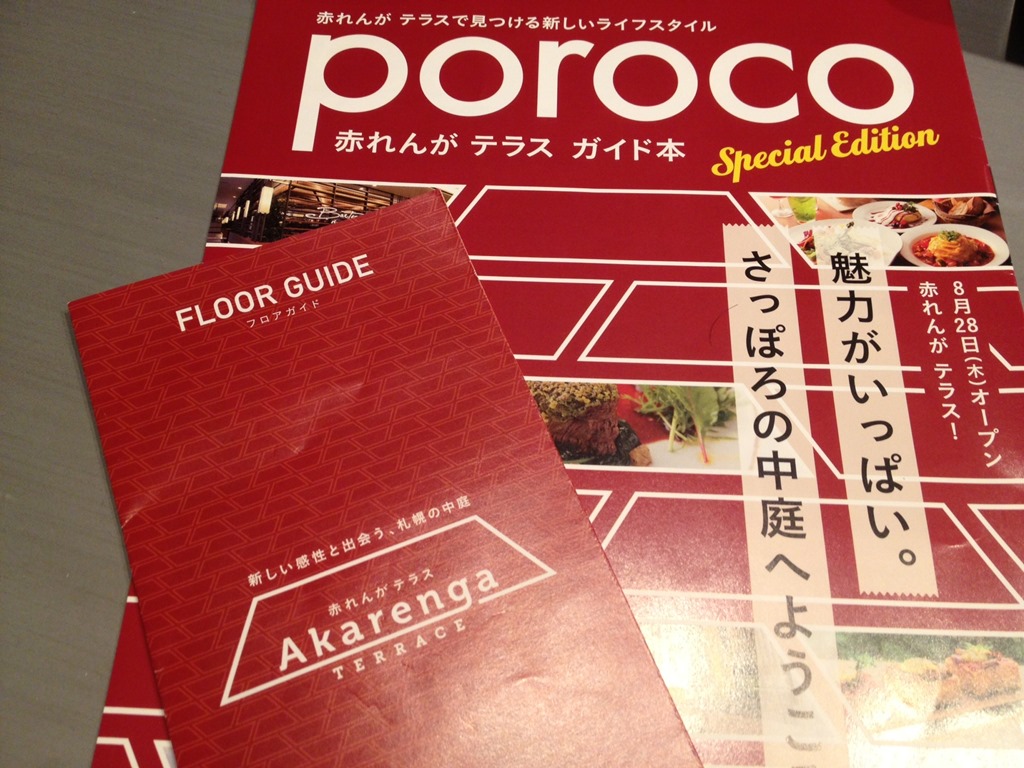 赤れんが テラスで見つける新しいライフスタイル
poroco
赤れんが テラス ガイド本
Special Edition
魅力がいっぱい。
さっぽろの中庭へようこ
8月28日(木)オープン
赤れんが テラス!
FLOOR GUIDE
フロアガイド
新しい感性と出会う、札幌の中庭
赤れんがテラス
Akarenga
TERRACE